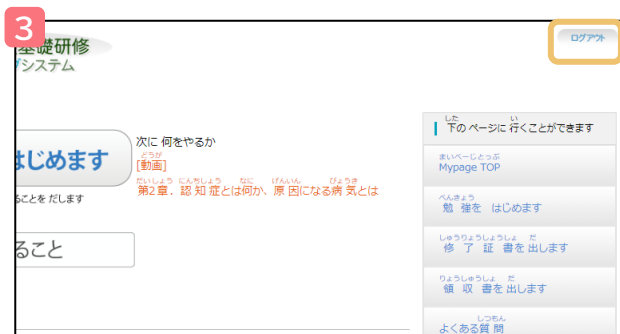 3
基礎研修
システム
ログアウト
はじめます
ることを だします
ること
次に 何をやるか
どうが
[動画]
だいしょう にんちしょう なに げんいん びょうき
第2章. 認知症とは何か、原因になる病気とは
した い
下の ページに 行くことができます
まいぺーじとっぷ
Mypage TOP
べんきょう
勉強を はじめます
しゅうりょうしょうしょ だ
修了証書を出します
りょうしゅうしょ だ
領収書を出します
しつもん
よくある質問